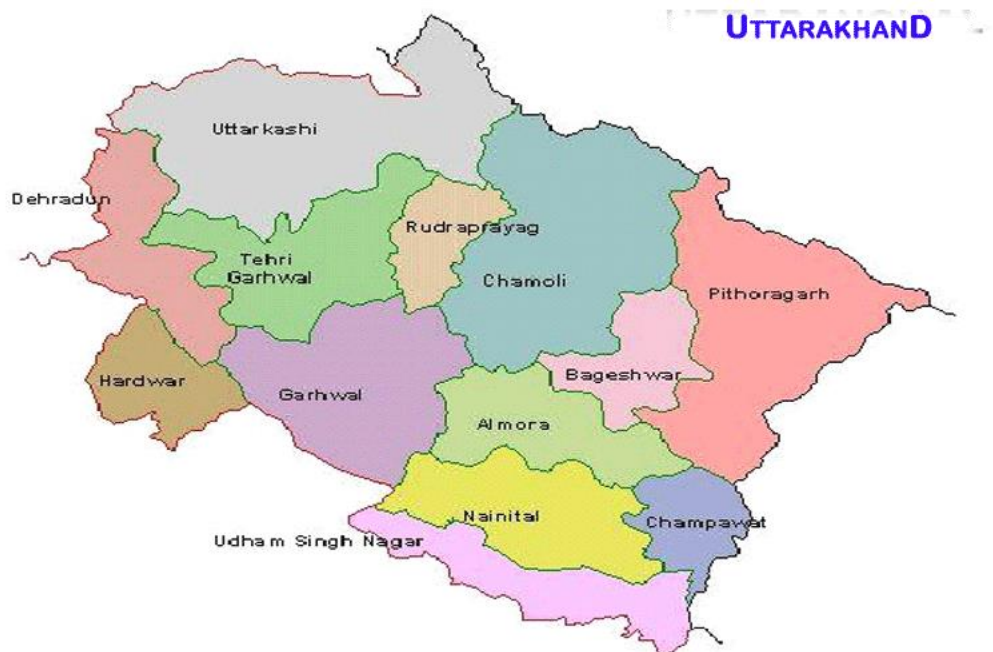 UTTARAKHAND
Uttarkashi
Dehradun
Rudraprayag
Tehri
Garhwal
Chamoli
Pithoragarh
Hardwar
Garhwal
Bageshwar
Almora
Nainital
Champawat
Udham Singh Nagar